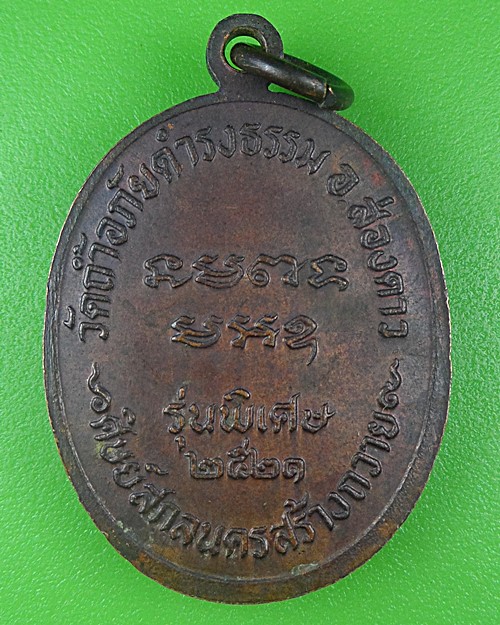 วัดถ้ำอภัยดำรงธรรม อ.ส่องดาว
รุ่นพิเศษ
๒๕๒๑
ศิษย์สกลนครสร้างถวาย